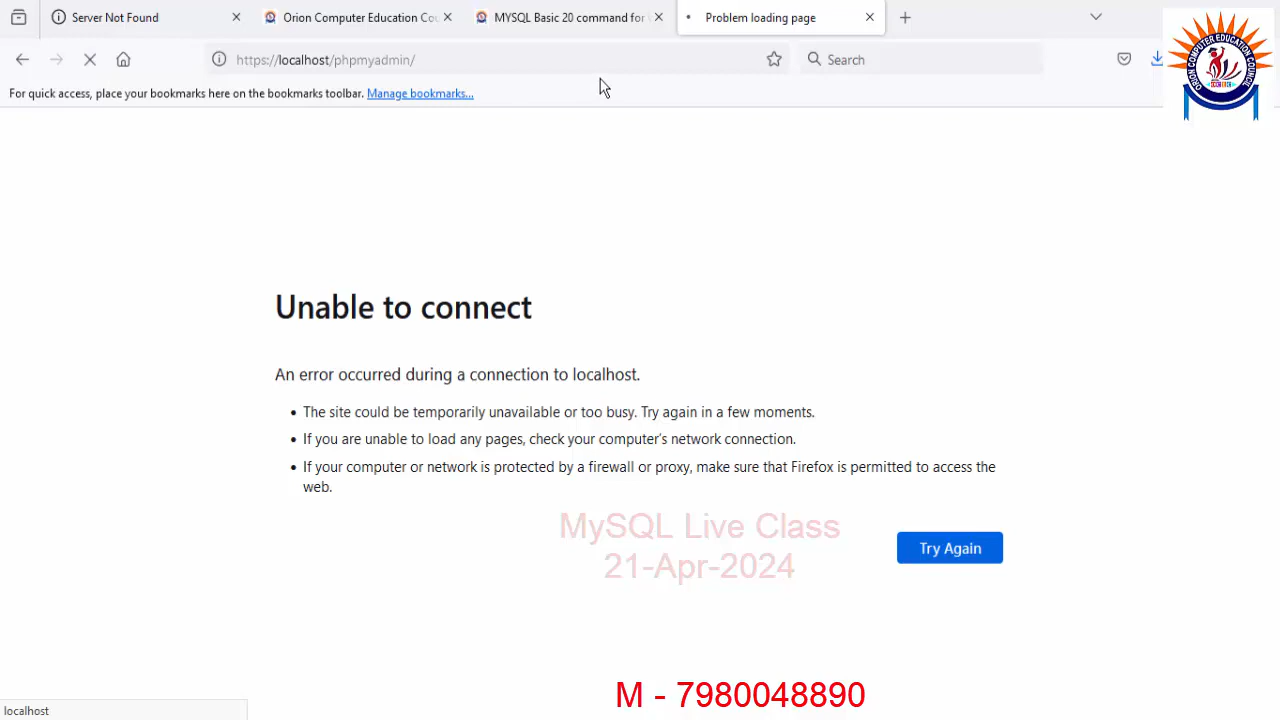 Server Not Found
Orion Computer Education Cou
MYSQL Basic 20 command for
Problem loading page
https://localhost/phpmyadmin/
Search
For quick access, place your bookmarks here on the bookmarks toolbar. Manage bookmarks...
ORION COMPUTER EDUCATION COUNCIL
Unable to connect
An error occurred during a connection to localhost.
• The site could be temporarily unavailable or too busy. Try again in a few moments.
• If you are unable to load any pages, check your computer's network connection.
• If your computer or network is protected by a firewall or proxy, make sure that Firefox is permitted to access the
web.
MySQL Live Class
21-Apr-2024
Try Again
M - 7980048890
localhost